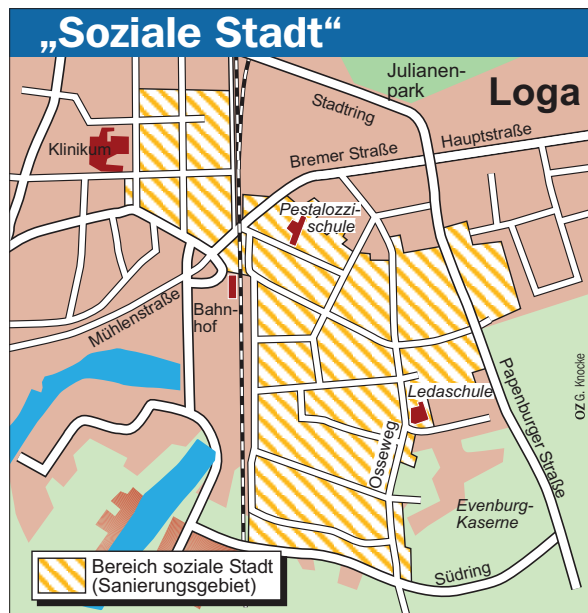 „Soziale Stadt“
Julianen-
park
Loga
Stadtring
Hauptstraße
Klinikum
Bremer Straße
Pestalozzi-
schule
Mühlenstraße
Bahn-
hof
OZ G. Knocke
Ledaschule
Papenburger Straße
Osseweg
Evenburg-
Kaserne
Südring
Bereich soziale Stadt
(Sanierungsgebiet)